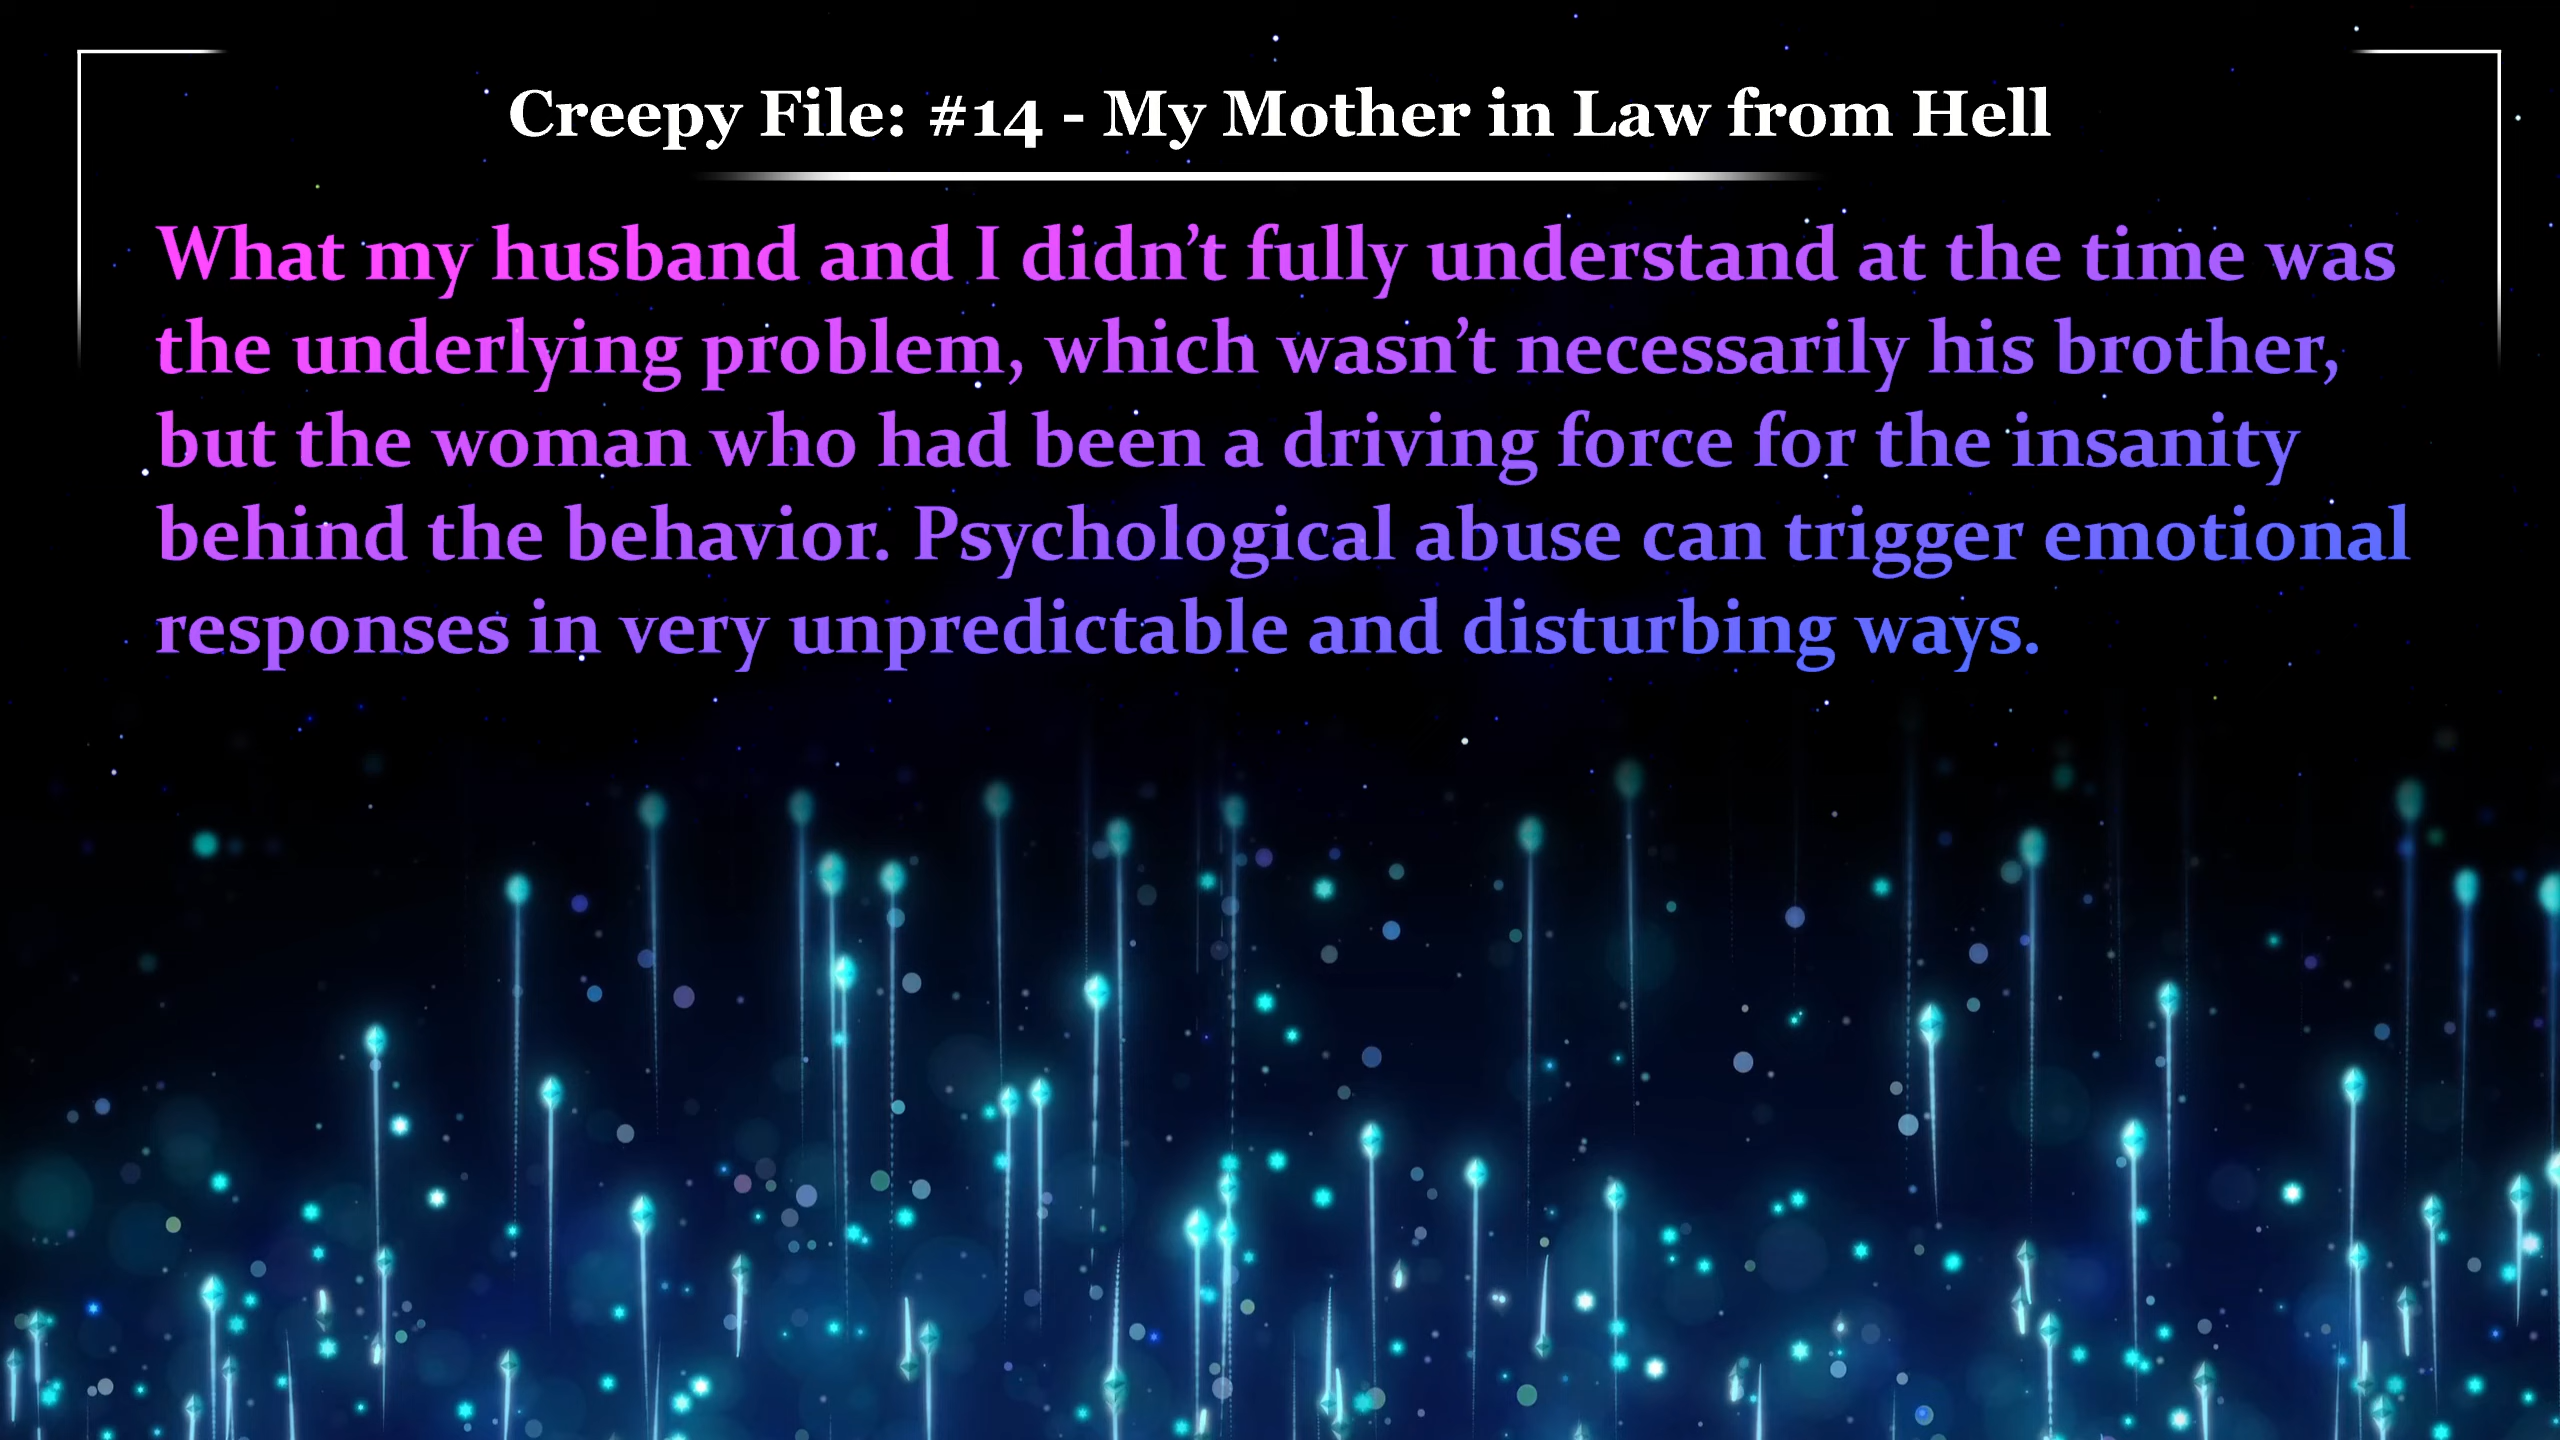 Creepy File: #14 - My Mother in Law from Hell
What my husband and I didn’t fully understand at the time was
the underlying problem, which wasn’t necessarily his brother,
but the woman who had been a driving force for the insanity
behind the behavior. Psychological abuse can trigger emotional
responses in very unpredictable and disturbing ways.